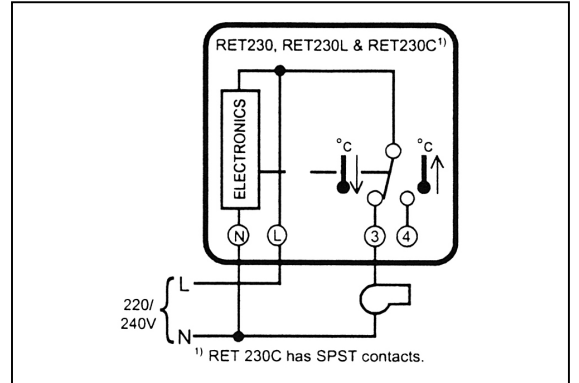 RET230, RET230L & RET230C¹⁾
ELECTRONICS
°C
°C
N
L
3
4
L
220/
240V
N
¹⁾ RET 230C has SPST contacts.